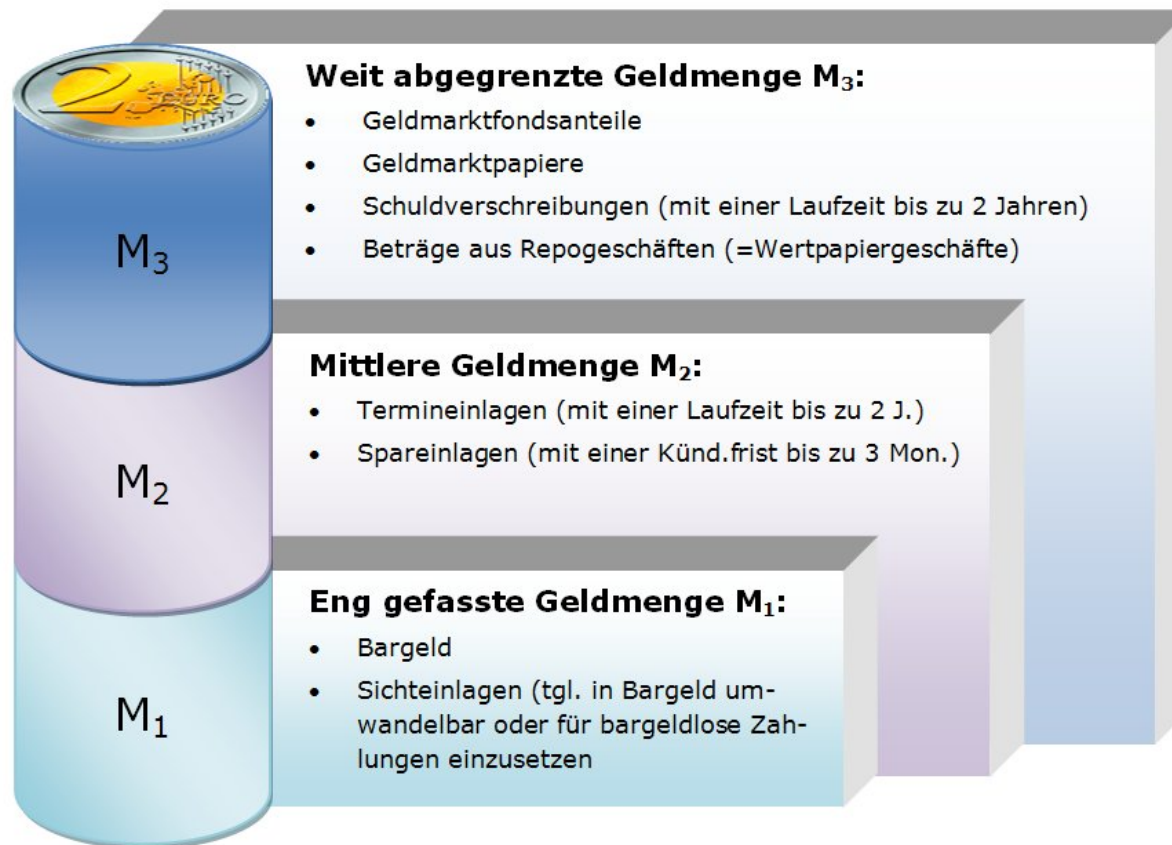 2 EURO
Weit abgegrenzte Geldmenge M₃:
• Geldmarktfondsanteile
• Geldmarktpapiere
• Schuldverschreibungen (mit einer Laufzeit bis zu 2 Jahren)
• Beträge aus Repogeschäften (=Wertpapiergeschäfte)
M₃
Mittlere Geldmenge M₂:
• Termineinlagen (mit einer Laufzeit bis zu 2 J.)
• Spareinlagen (mit einer Künd.frist bis zu 3 Mon.)
M₂
Eng gefasste Geldmenge M₁:
• Bargeld
• Sichteinlagen (tgl. in Bargeld um-
wandelbar oder für bargeldlose Zah-
lungen einzusetzen
M₁